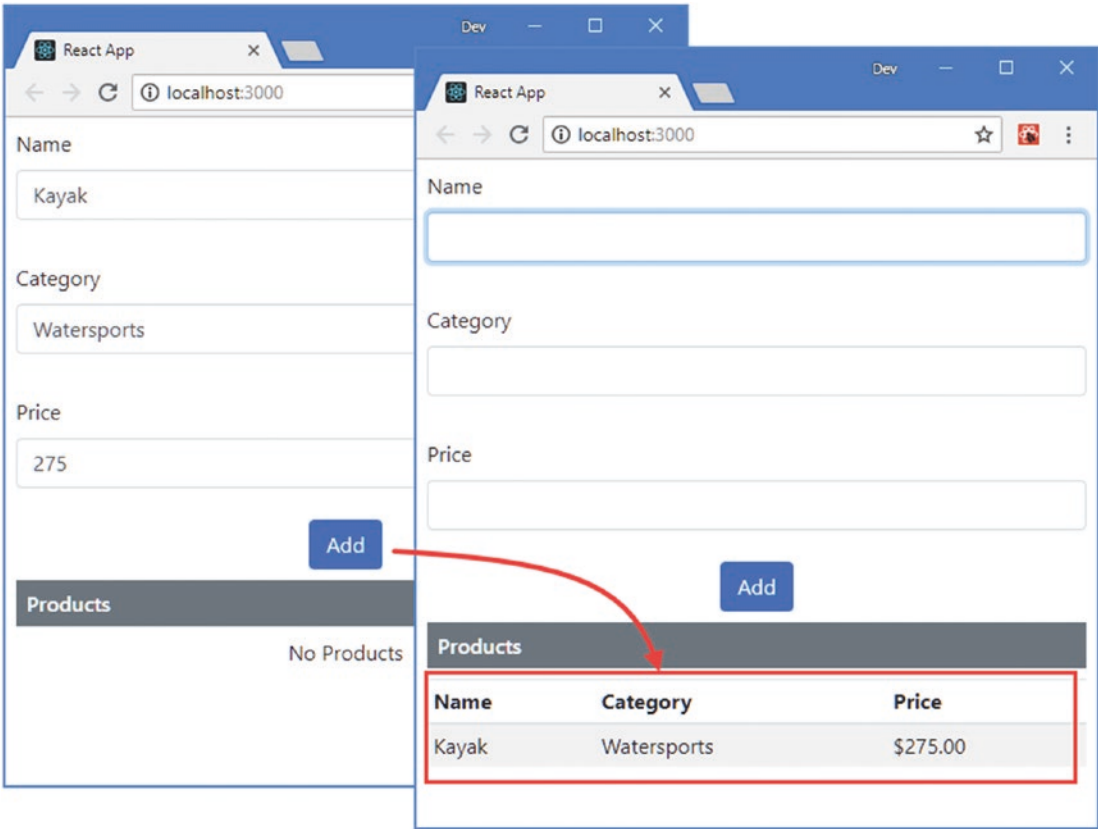 Dev
React App
localhost:3000
Name
Kayak
Category
Watersports
Price
275
Add
Products
No Products
Dev
React App
localhost:3000
Name
Category
Price
Add
Products
Name Category Price
Kayak Watersports $275.00